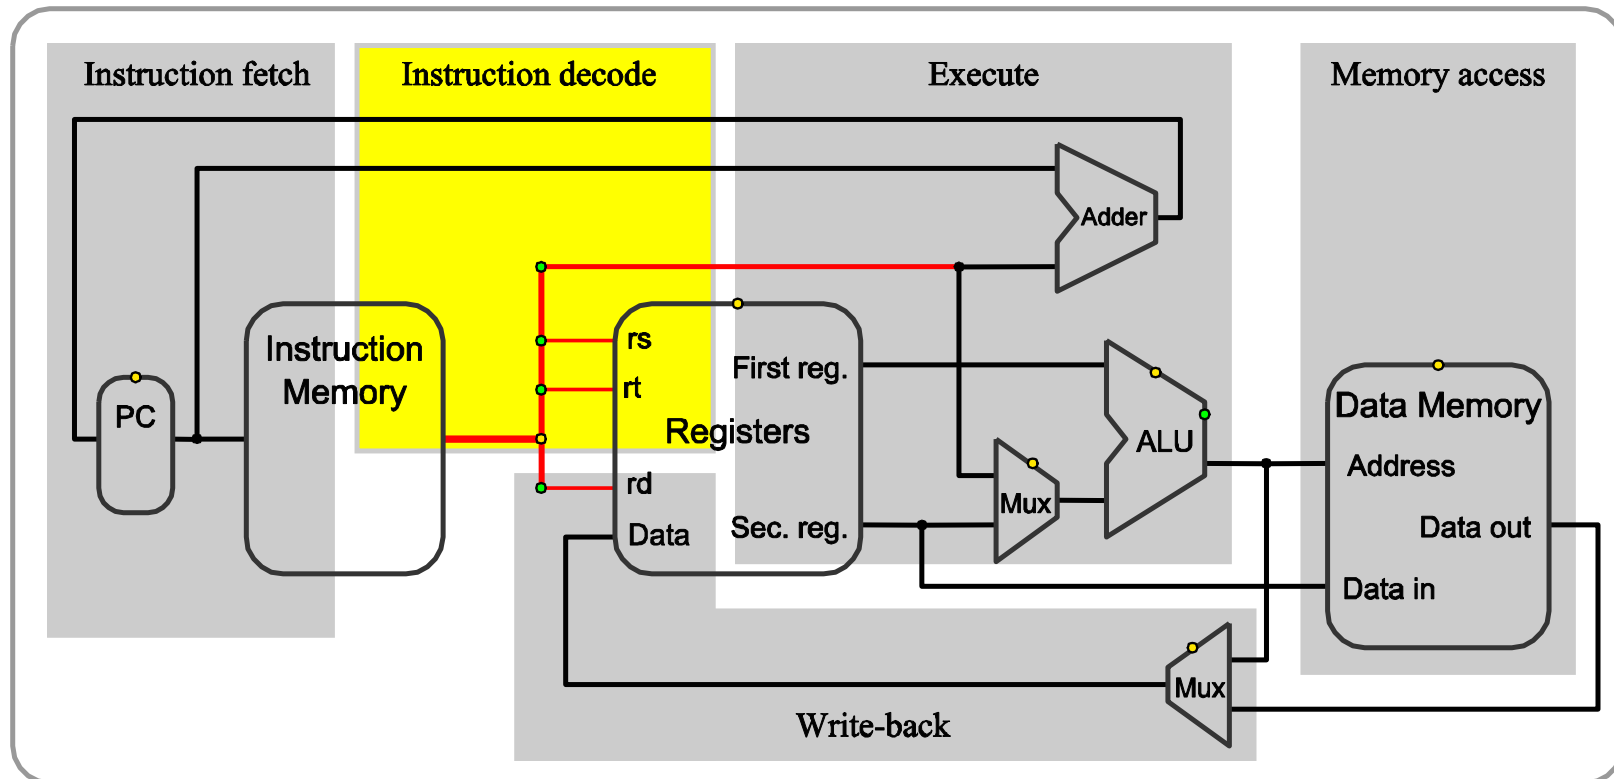 Instruction fetch
Instruction decode
Execute
Memory access
Adder
Instruction
Memory
PC
rs
rt
Registers
rd
Data
First reg.
Sec. reg.
Mux
ALU
Data Memory
Address
Data out
Data in
Mux
Write-back